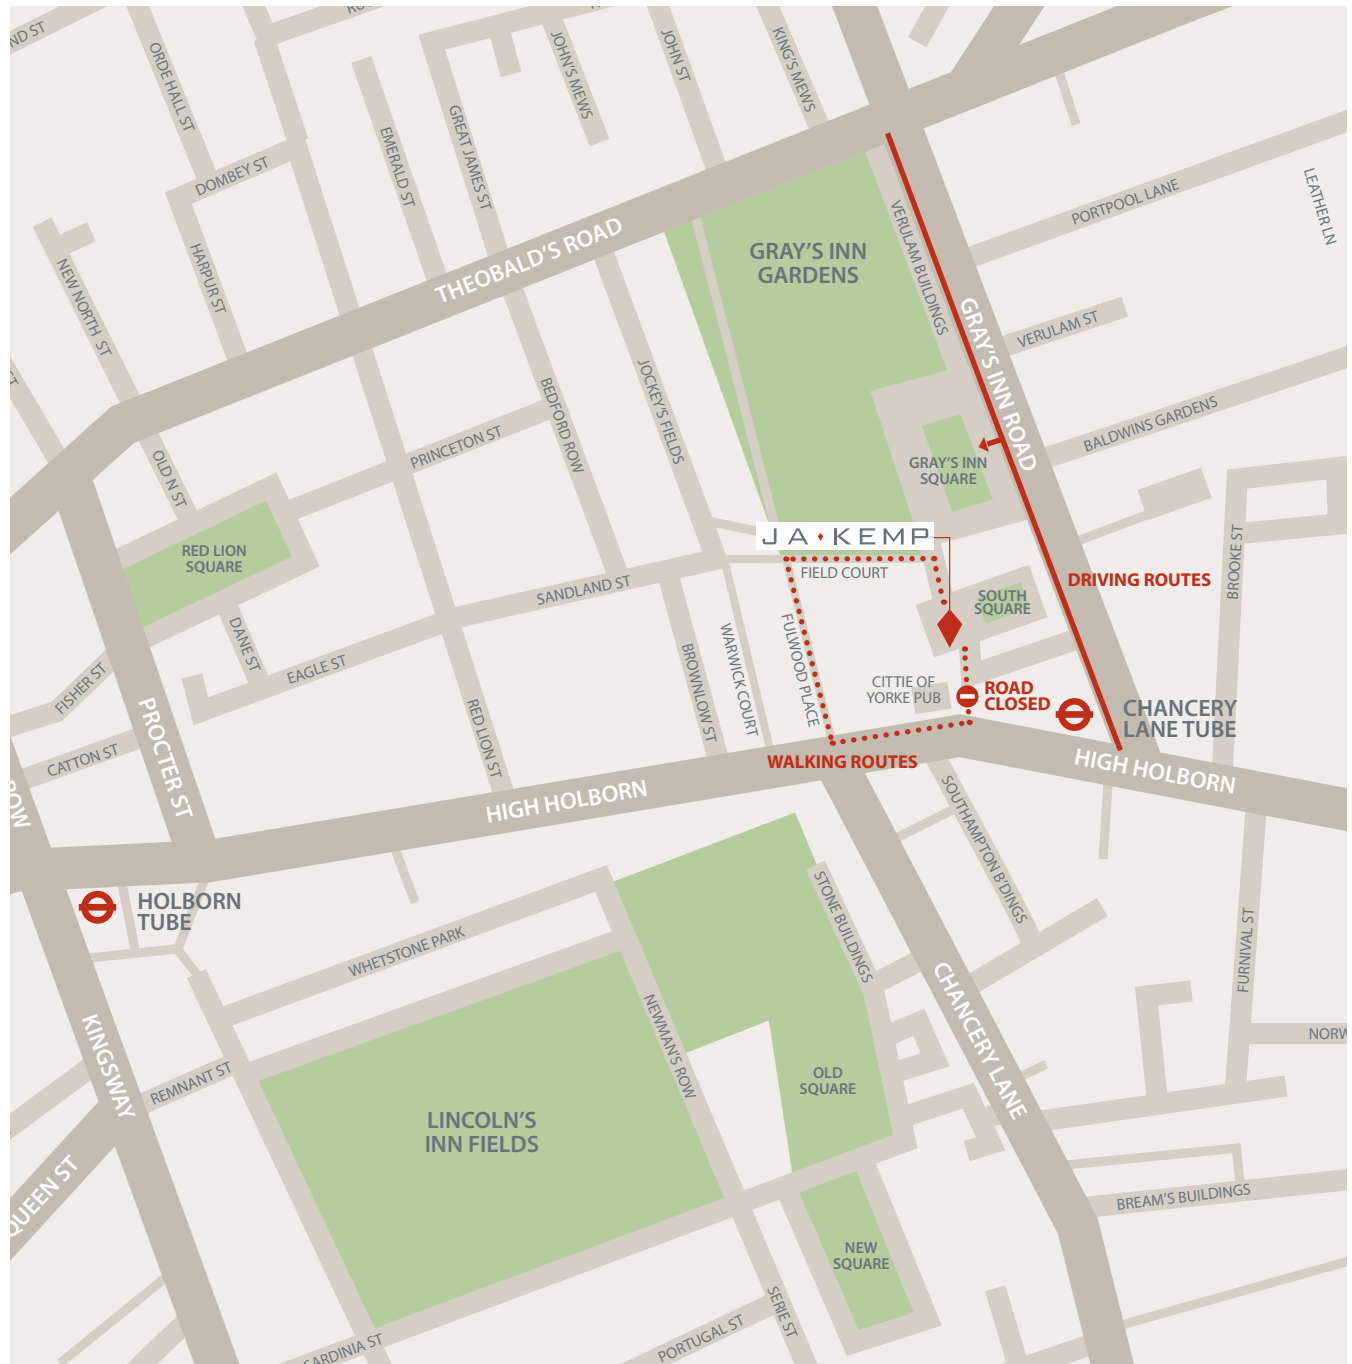 ND ST
ORDE HALL ST
JOHN'S MEWS
JOHN ST
KING'S MEWS
EMERALD ST
GREAT JAMES ST
DOMBEY ST
LEATHER LN
PORTPOOL LANE
VERULAM BUILDINGS
GRAY'S INN
GARDENS
THEOBALD'S ROAD
HARPUR ST
NEW NORTH ST
GRAY'S INN ROAD
VERULAM ST
JOCKEY'S FIELDS
BEDFORD ROW
BALDWINS GARDENS
PRINCETON ST
OLD N ST
GRAY'S INN
SQUARE
RED LION
SQUARE
JA KEMP
BROOKE ST
FIELD COURT
DRIVING ROUTES
SANDLAND ST
SOUTH
SQUARE
DANE ST
EAGLE ST
WARWICK COURT
FULWOOD PLACE
BROWNLOW ST
FISHER ST
CITTIE OF
YORKE PUB
ROAD
CLOSED
CHANCERY
LANE TUBE
PROCTER ST
RED LION ST
CATTON ST
WALKING ROUTES
HIGH HOLBORN
HIGH HOLBORN
ROW
SOUTHAMPTON B'DINGS
HOLBORN
TUBE
STONE BUILDINGS
WHETSTONE PARK
FURNIVAL ST
CHANCERY LANE
NEWMAN'S ROW
KINGSWAY
NORW
REMNANT ST
OLD
SQUARE
LINCOLN'S
INN FIELDS
QUEEN ST
BREAM'S BUILDINGS
NEW
SQUARE
SERIE ST
PORTUGAL ST
SARDINIA ST